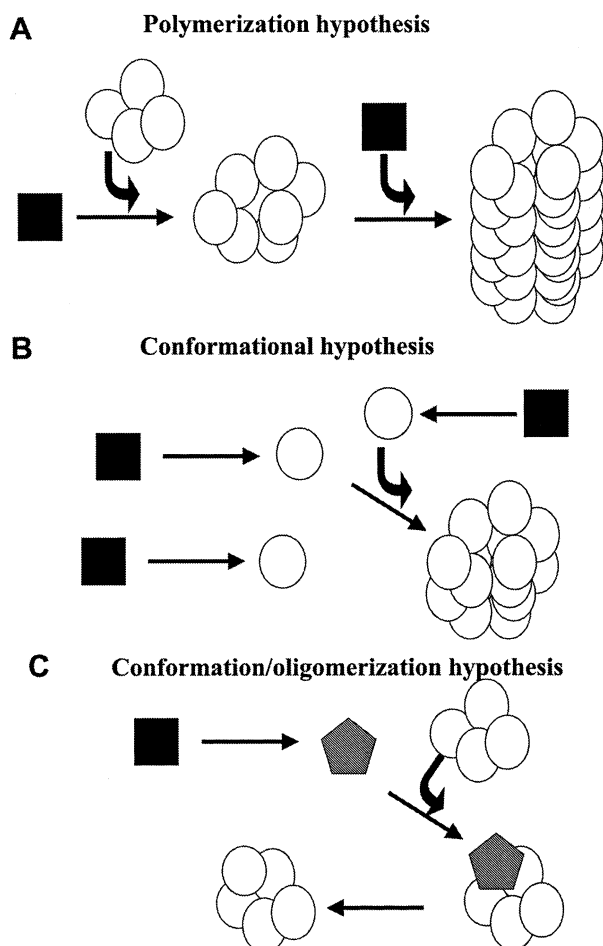 A
Polymerization hypothesis
B
Conformational hypothesis
C
Conformation/oligomerization hypothesis